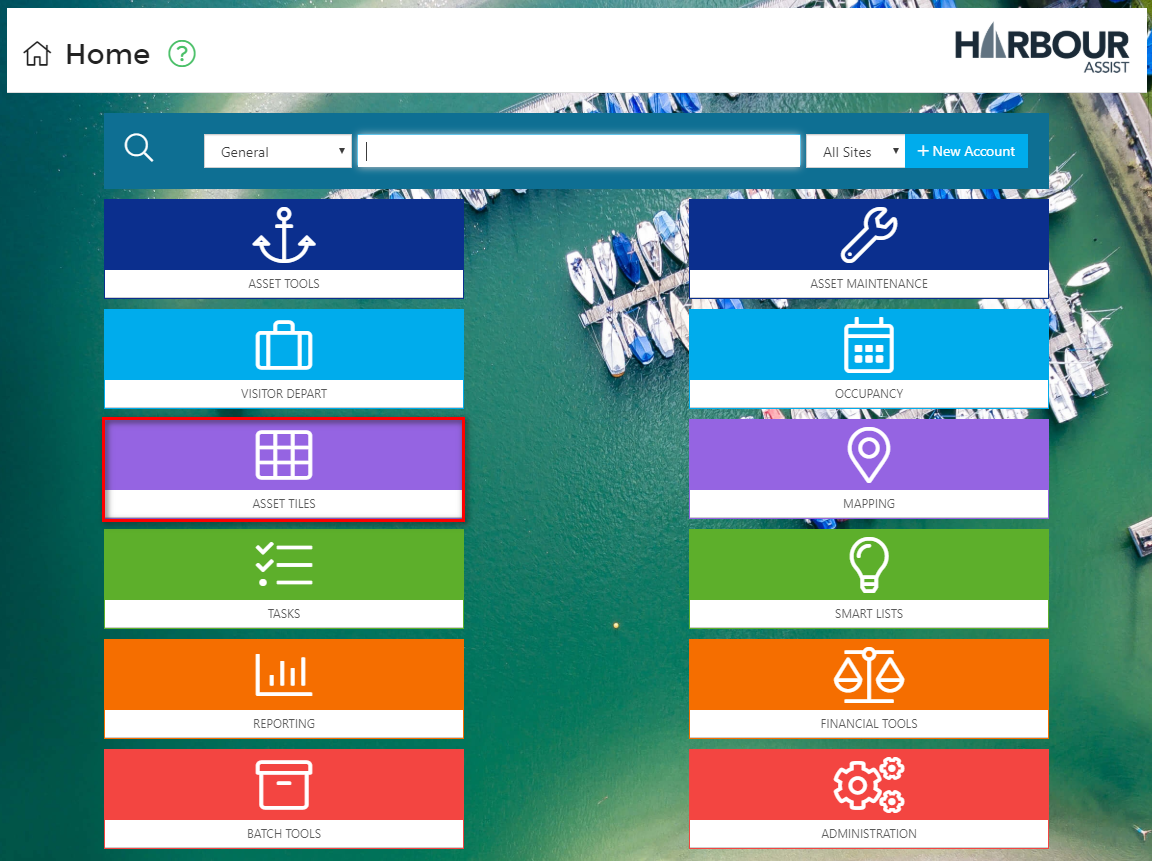 Home ?
HARBOUR
ASSIST
General All Sites + New Account
ASSET TOOLS
ASSET MAINTENANCE
VISITOR DEPART
OCCUPANCY
ASSET TILES
MAPPING
TASKS
SMART LISTS
REPORTING
FINANCIAL TOOLS
BATCH TOOLS
ADMINISTRATION